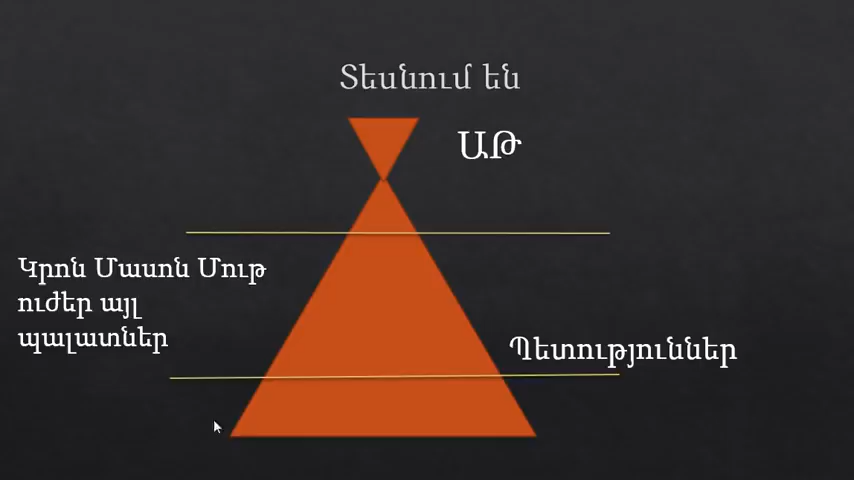 Տեսնում են
ԱԹ
Կրոն Մասոն Մութ
ուժեր այլ
պալատներ
Պետություններ